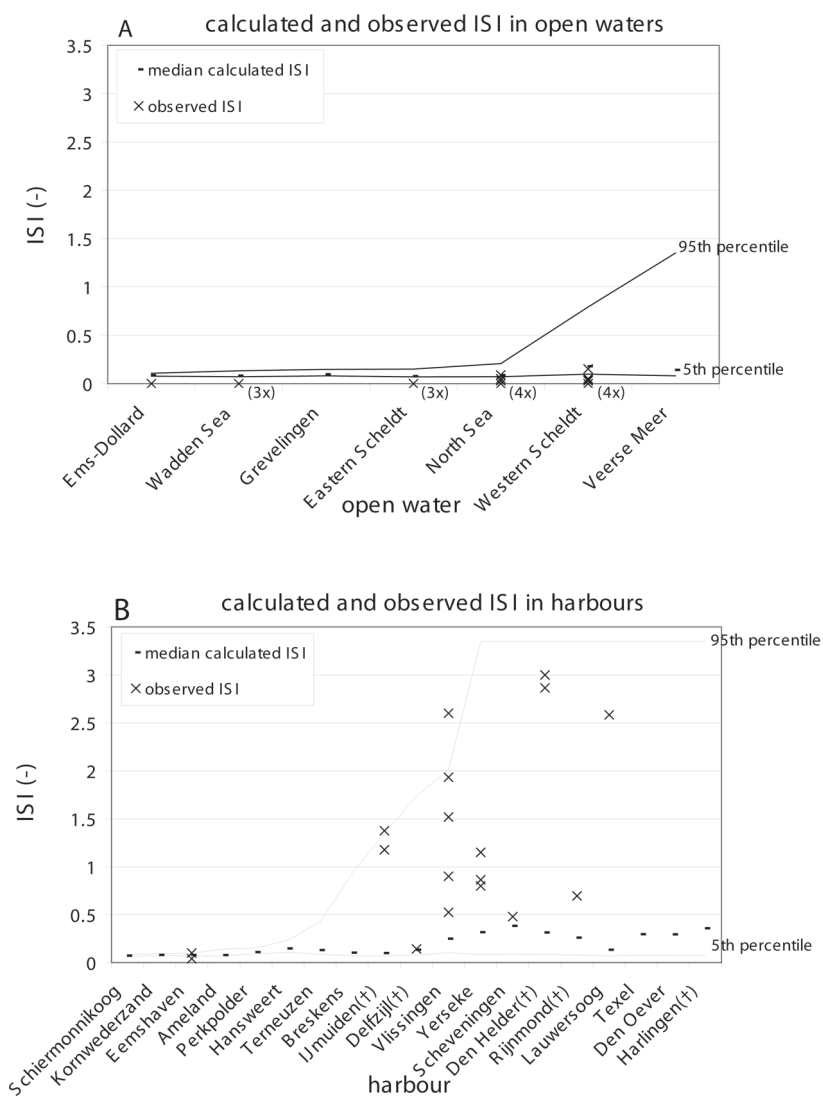 A
calculated and observed ISI in open waters
3.5
3
2.5
2
1.5
1
0.5
0
ISI (-)
median calculated ISI
observed ISI
95th percentile
5th percentile
(3x)
(3x)
(4x)
(4x)
Ems-Dollard
Wadden Sea
Grevelingen
Eastern Scheldt
North Sea
Western Scheldt
Veerse Meer
open water
B
calculated and observed ISI in harbours
3.5
3
2.5
2
1.5
1
0.5
0
ISI (-)
median calculated ISI
observed ISI
95th percentile
5th percentile
Schiermonnikoog
Kornwederzand
Eemshaven
Ameland
Perkpolder
Hansweert
Terneuzen
Breskens
IJmuiden(†)
Delfzijl(†)
Vlissingen
Yerseke
Scheveningen
Den Helder(†)
Rijnmond(†)
Lauwersoog
Texel
Den Oever
Harlingen(†)
harbour